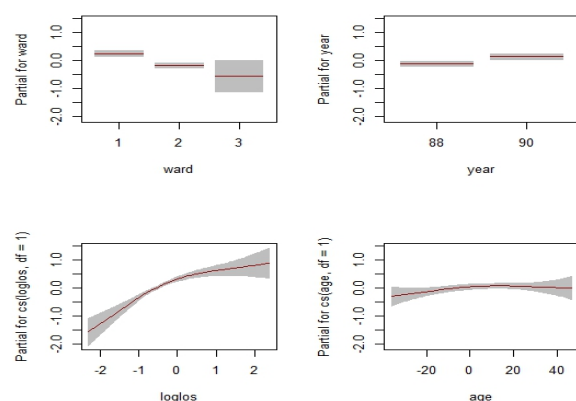 Partial for ward
-2.0 -1.0 0.0 1.0
1 2 3
ward
Partial for year
-2.0 -1.0 0.0 1.0
88 90
year
Partial for cs(loglos, df = 1)
-2.0 -1.0 0.0 1.0
-2 -1 0 1 2
loglos
Partial for cs(age, df = 1)
-2.0 -1.0 0.0 1.0
-20 0 20 40
age